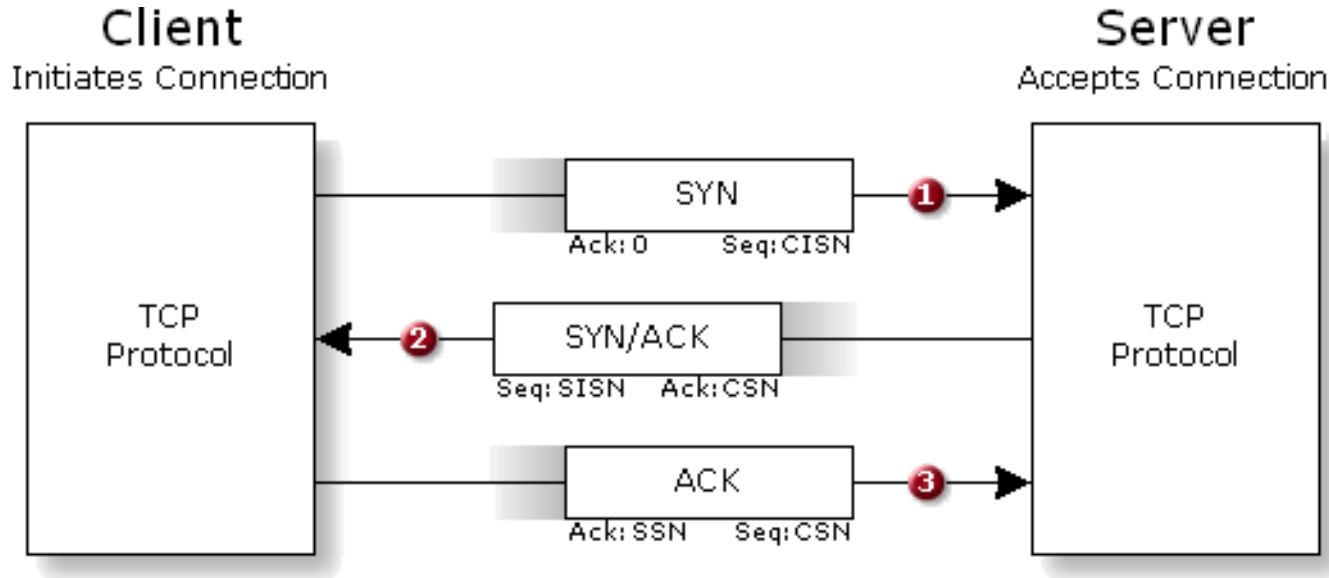 Client
Initiates Connection
Server
Accepts Connection
TCP
Protocol
SYN
1
Ack:0 Seq:CISN
2
SYN/ACK
Seq:SISN Ack:CSN
ACK
3
Ack:SSN Seq:CSN
TCP
Protocol